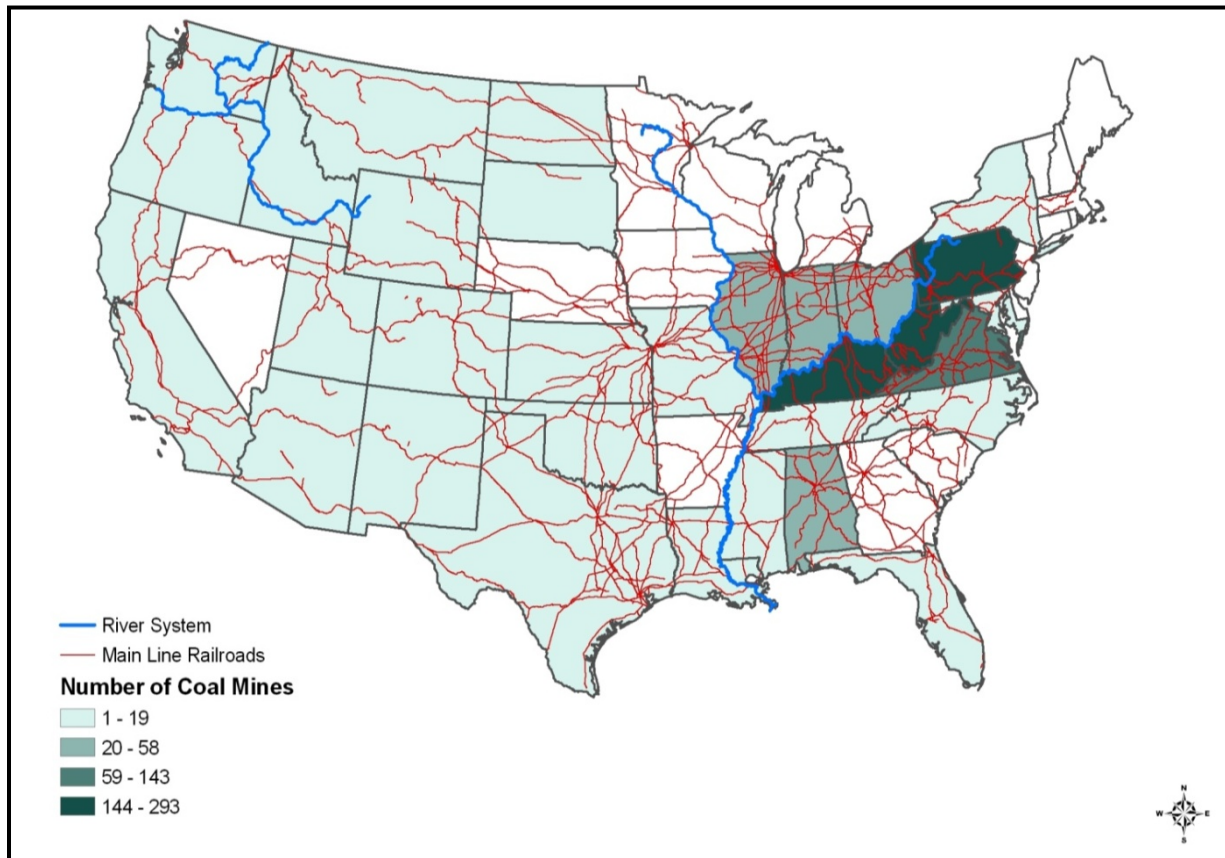 River System
Main Line Railroads
Number of Coal Mines
1 - 19
20 - 58
59 - 143
144 - 293
N
W E
S